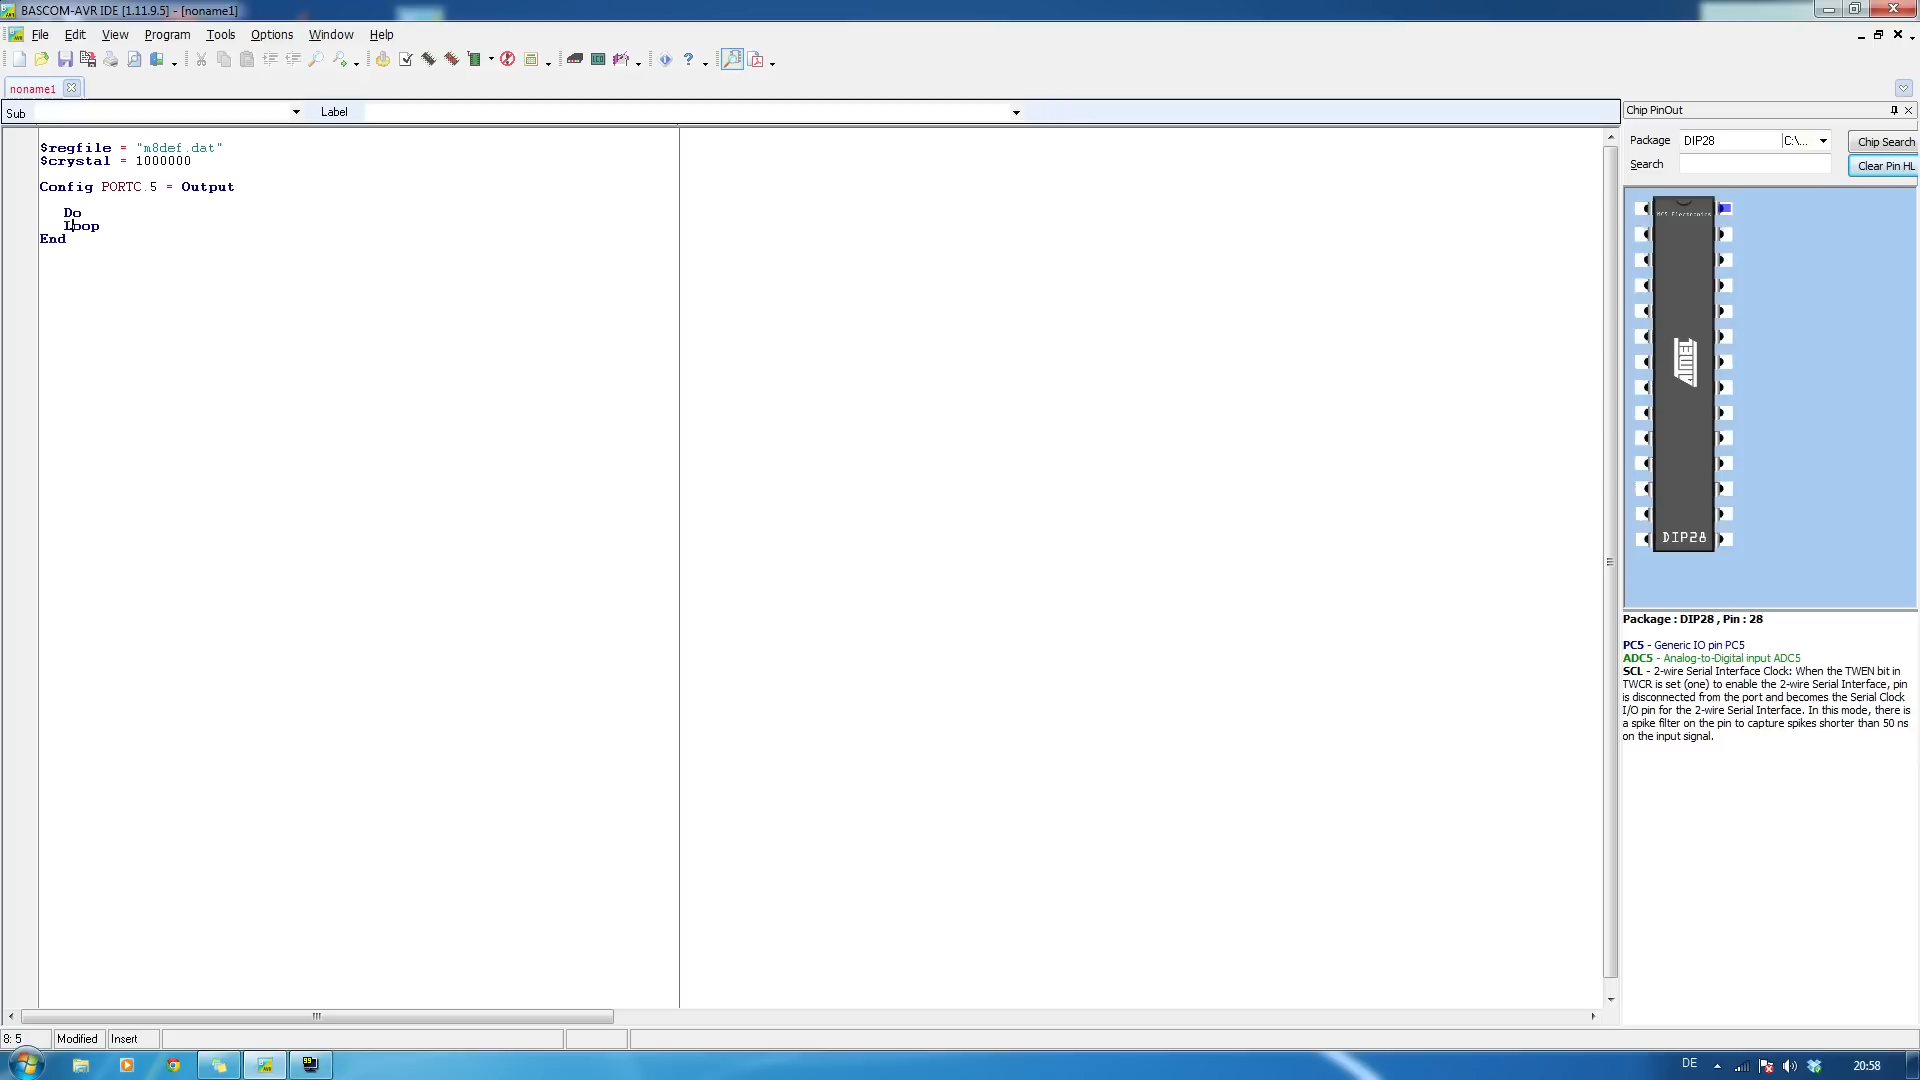 BASCOM-AVR IDE [1.11.9.5] - [noname1]
File Edit View Program Tools Options Window Help
noname1
Sub Label
$regfile = "m8def.dat"
$crystal = 1000000
Config PORTC.5 = Output
Do
Loop
End
Chip PinOut
Package DIP28 C:\... Chip Search
Search Clear Pin HL
MCS Electronics
ATMEL
DIP28
Package : DIP28 , Pin : 28
PC5 - Generic IO pin PC5
ADC5 - Analog-to-Digital input ADC5
SCL - 2-wire Serial Interface Clock: When the TWEN bit in
TWCR is set (one) to enable the 2-wire Serial Interface, pin
is disconnected from the port and becomes the Serial Clock
I/O pin for the 2-wire Serial Interface. In this mode, there is
a spike filter on the pin to capture spikes shorter than 50 ns
on the input signal.
8: 5 Modified Insert
DE 20:58